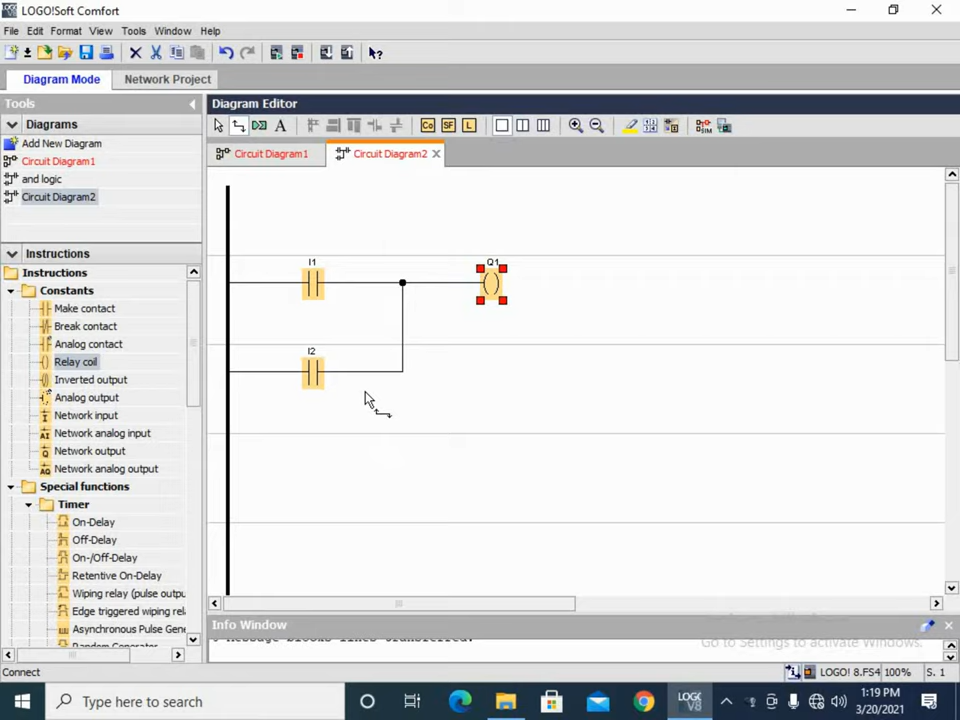 LOGO!Soft Comfort
File Edit Format View Tools Window Help
Diagram Mode Network Project
Tools
Diagrams
Add New Diagram
Circuit Diagram1
and logic
Circuit Diagram2
Instructions
Instructions
Constants
Make contact
Break contact
Analog contact
Relay coil
Inverted output
Analog output
Network input
Network analog input
Network output
Network analog output
Special functions
Timer
On-Delay
Off-Delay
On-/Off-Delay
Retentive On-Delay
Wiping relay (pulse outpu
Edge triggered wiping rela
Asynchronous Pulse Gene
Random Generator
Diagram Editor
Co SF L
Circuit Diagram1 Circuit Diagram2
I1
Q1
I2
Info Window
Go to Settings to activate Windows.
Connect
LOGO! 8.FS4 100% S. 1
Type here to search
1:19 PM
3/20/2021